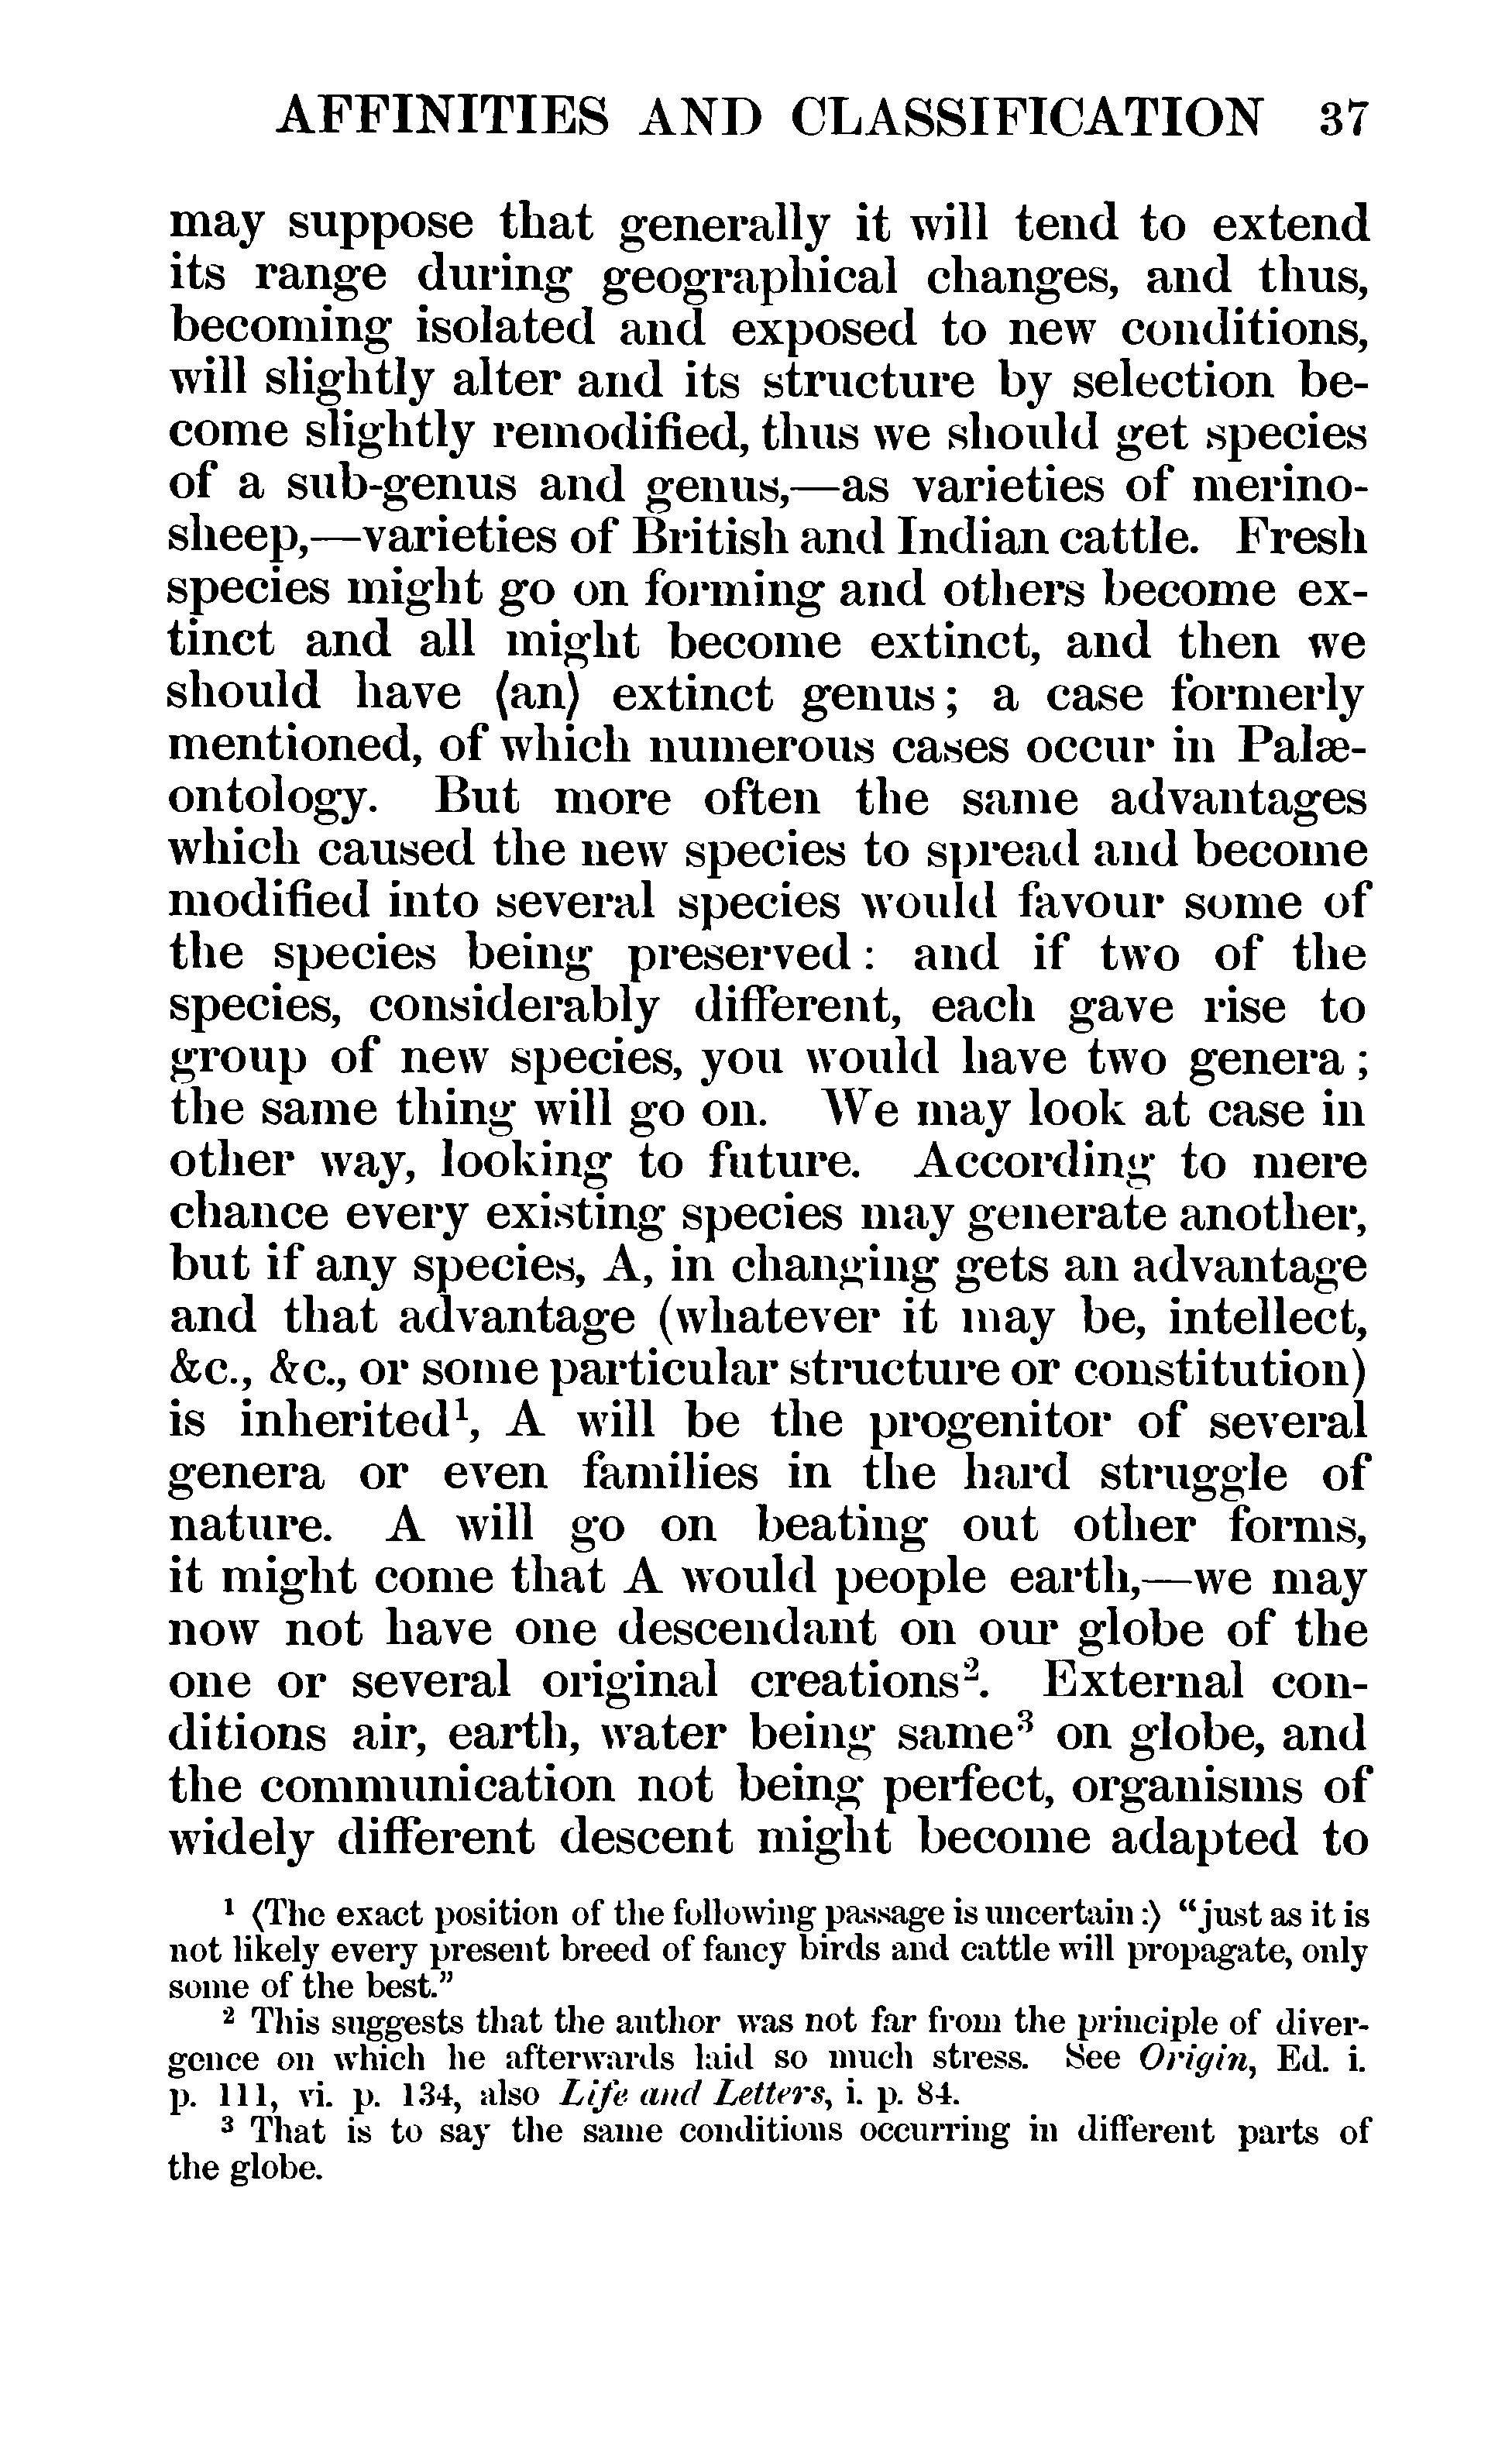 AFFINITIES AND CLASSIFICATION 37
may suppose that generally it will tend to extend
its range during geographical changes, and thus,
becoming isolated and exposed to new conditions,
will slightly alter and its structure by selection be-
come slightly remodified, thus we should get species
of a sub-genus and genus,—as varieties of merino-
sheep,—varieties of British and Indian cattle. Fresh
species might go on forming and others become ex-
tinct and all might become extinct, and then we
should have ⟨an⟩ extinct genus; a case formerly
mentioned, of which numerous cases occur in Palæ-
ontology. But more often the same advantages
which caused the new species to spread and become
modified into several species would favour some of
the species being preserved: and if two of the
species, considerably different, each gave rise to
group of new species, you would have two genera;
the same thing will go on. We may look at case in
other way, looking to future. According to mere
chance every existing species may generate another,
but if any species, A, in changing gets an advantage
and that advantage (whatever it may be, intellect,
&c., &c., or some particular structure or constitution)
is inherited¹, A will be the progenitor of several
genera or even families in the hard struggle of
nature. A will go on beating out other forms,
it might come that A would people earth,—we may
now not have one descendant on our globe of the
one or several original creations². External con-
ditions air, earth, water being same³ on globe, and
the communication not being perfect, organisms of
widely different descent might become adapted to
¹ ⟨The exact position of the following passage is uncertain:⟩ “just as it is
not likely every present breed of fancy birds and cattle will propagate, only
some of the best.”
² This suggests that the author was not far from the principle of diver-
gence on which he afterwards laid so much stress. See Origin, Ed. i.
p. 111, vi. p. 134, also Life and Letters, i. p. 84.
³ That is to say the same conditions occurring in different parts of
the globe.